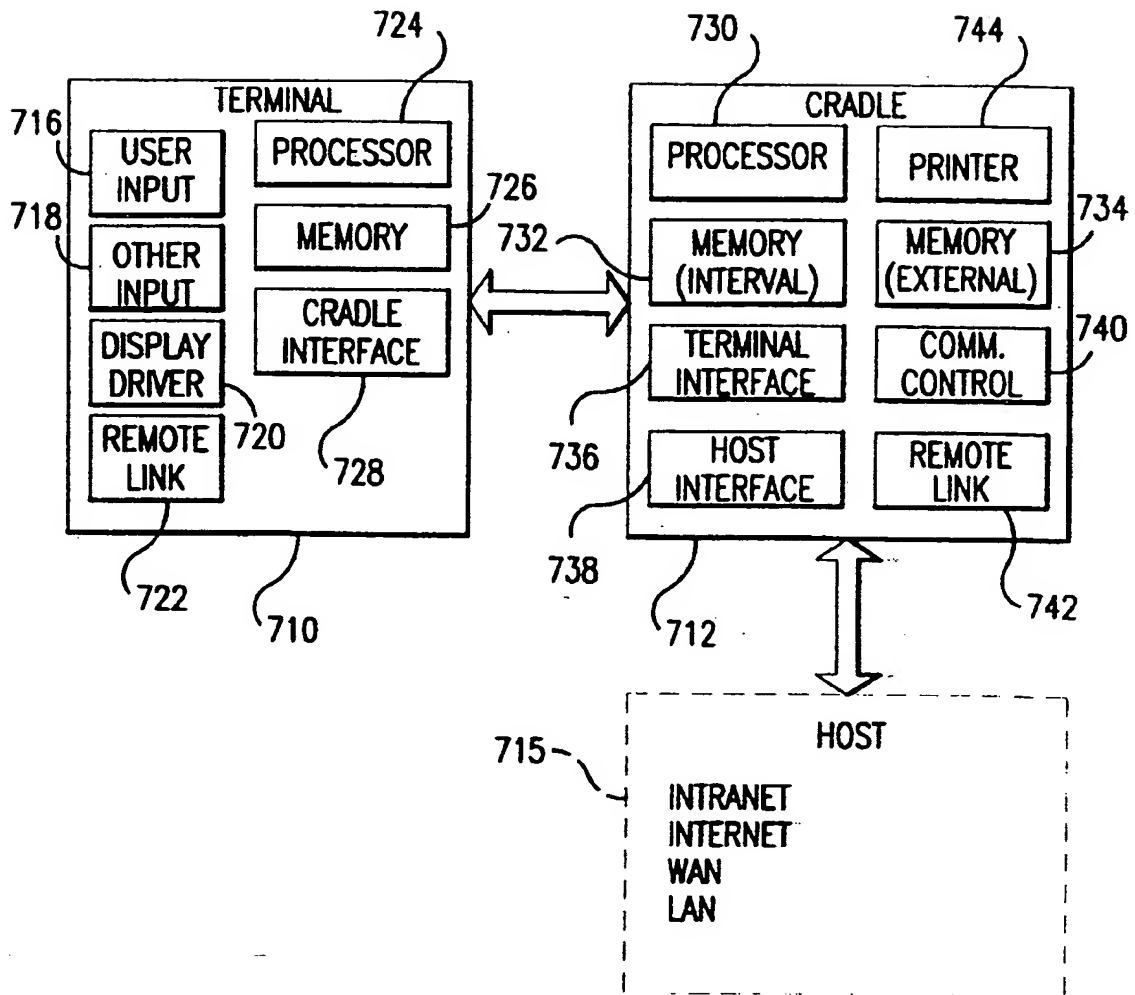 724
730
744
TERMINAL
CRADLE
716
USER
INPUT
PROCESSOR
PROCESSOR
PRINTER
726
734
718
OTHER
INPUT
MEMORY
732
MEMORY
(INTERVAL)
MEMORY
(EXTERNAL)
DISPLAY
DRIVER
CRADLE
INTERFACE
TERMINAL
INTERFACE
COMM.
CONTROL
740
720
REMOTE
LINK
728
736
HOST
INTERFACE
REMOTE
LINK
722
710
738
712
742
715
HOST
INTRANET
INTERNET
WAN
LAN